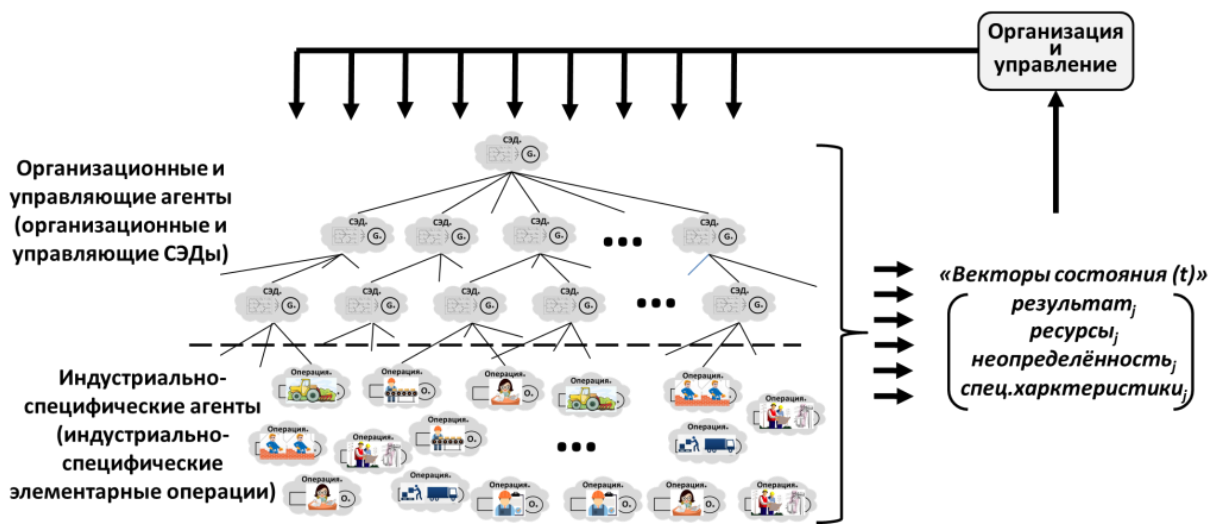 Организация
и
управление
Организационные и
управляющие агенты
(организационные и
управляющие СЭДы)
СЭД
G
СЭД
G
СЭД
G
СЭД
G
СЭД
G
СЭД
G
СЭД
G
СЭД
G
СЭД
G
СЭД
G
«Векторы состояния (t)»
результатj
ресурсыj
неопределённостьj
спец.харктеристикиj
Индустриально-
специфические агенты
(индустриально-
специфические
элементарные операции)
Операция
Операция
О
Операция
О
Операция
Операция
Операция
Операция
Операция
Операция
О
Операция
Операция
О
Операция
Операция
О
Операция
О
Операция
О
Операция